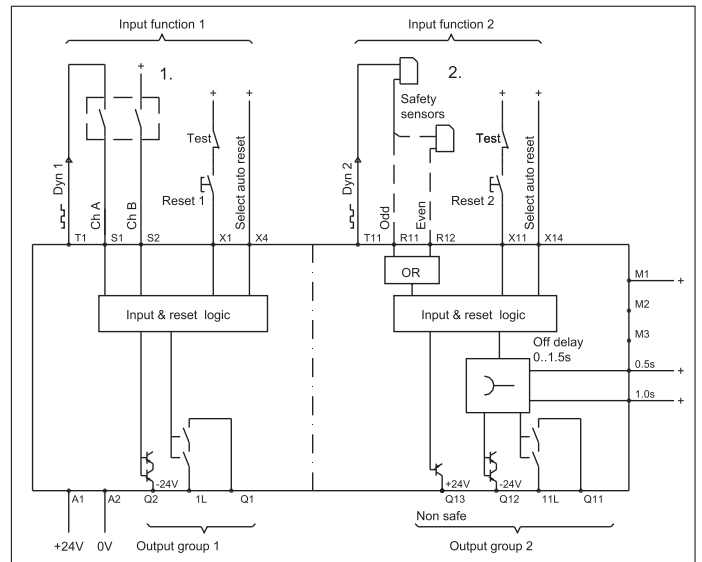 Input function 1
Input function 2
+
1.
2.
+
+
+
+
Safety
sensors
Test
Test
Dyn 1
Ch A
Ch B
Reset 1
Select auto reset
Dyn 2
Odd
Even
Reset 2
Select auto reset
T1
S1
S2
X1
X4
T11
R11
R12
X11
X14
OR
M1
+
Input & reset logic
Input & reset logic
M2
M3
Off delay
0..1.5s
0.5s
+
1.0s
+
-24V
+24V
-24V
A1
A2
Q2
1L
Q1
Q13
Q12
11L
Q11
Non safe
+24V
0V
Output group 1
Output group 2